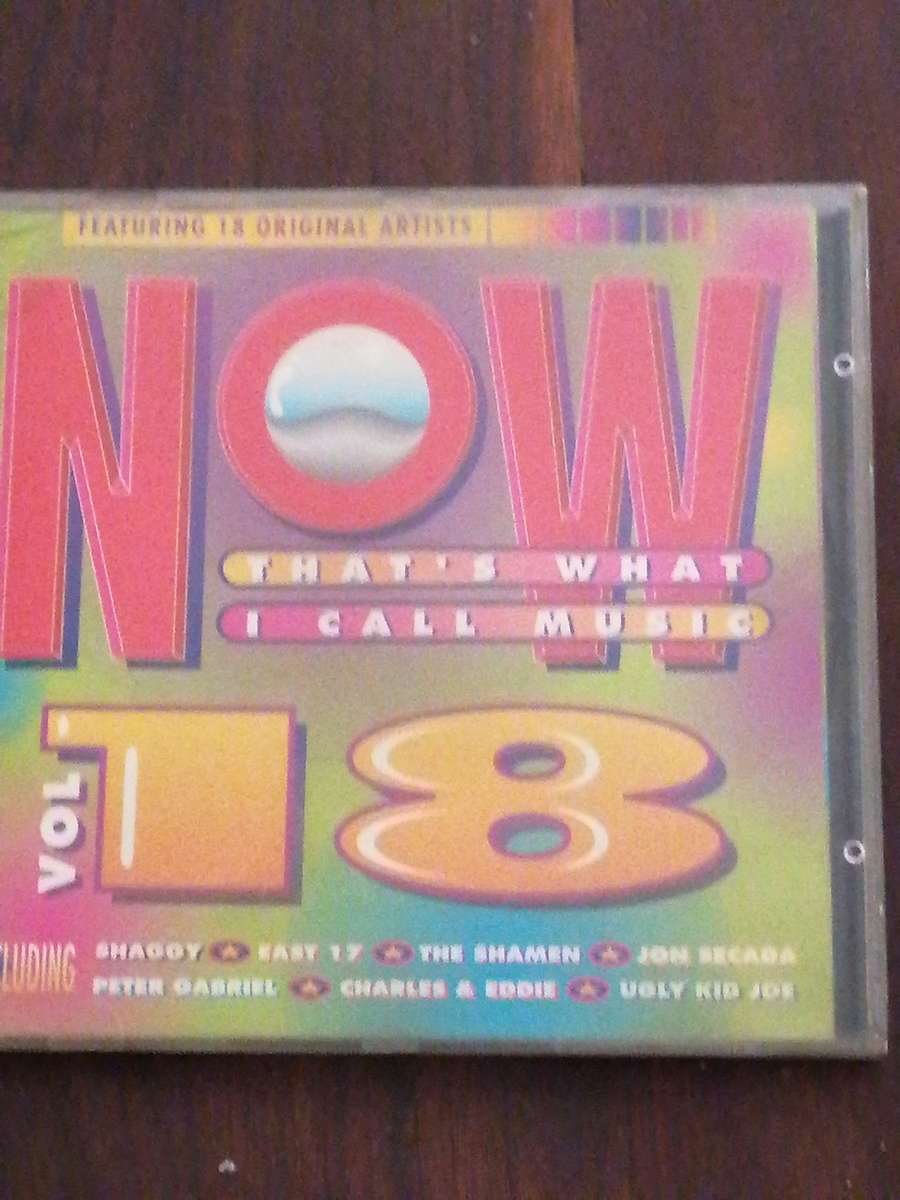 FEATURING 18 ORIGINAL ARTISTS
NOW
THAT'S WHAT
I CALL MUSIC
VOL 18
CLUDING SHAGGY ★ EAST 17 ★ THE SHAMEN ★ JON SECADA
PETER GABRIEL ★ CHARLES & EDDIE ★ UGLY KID JOE